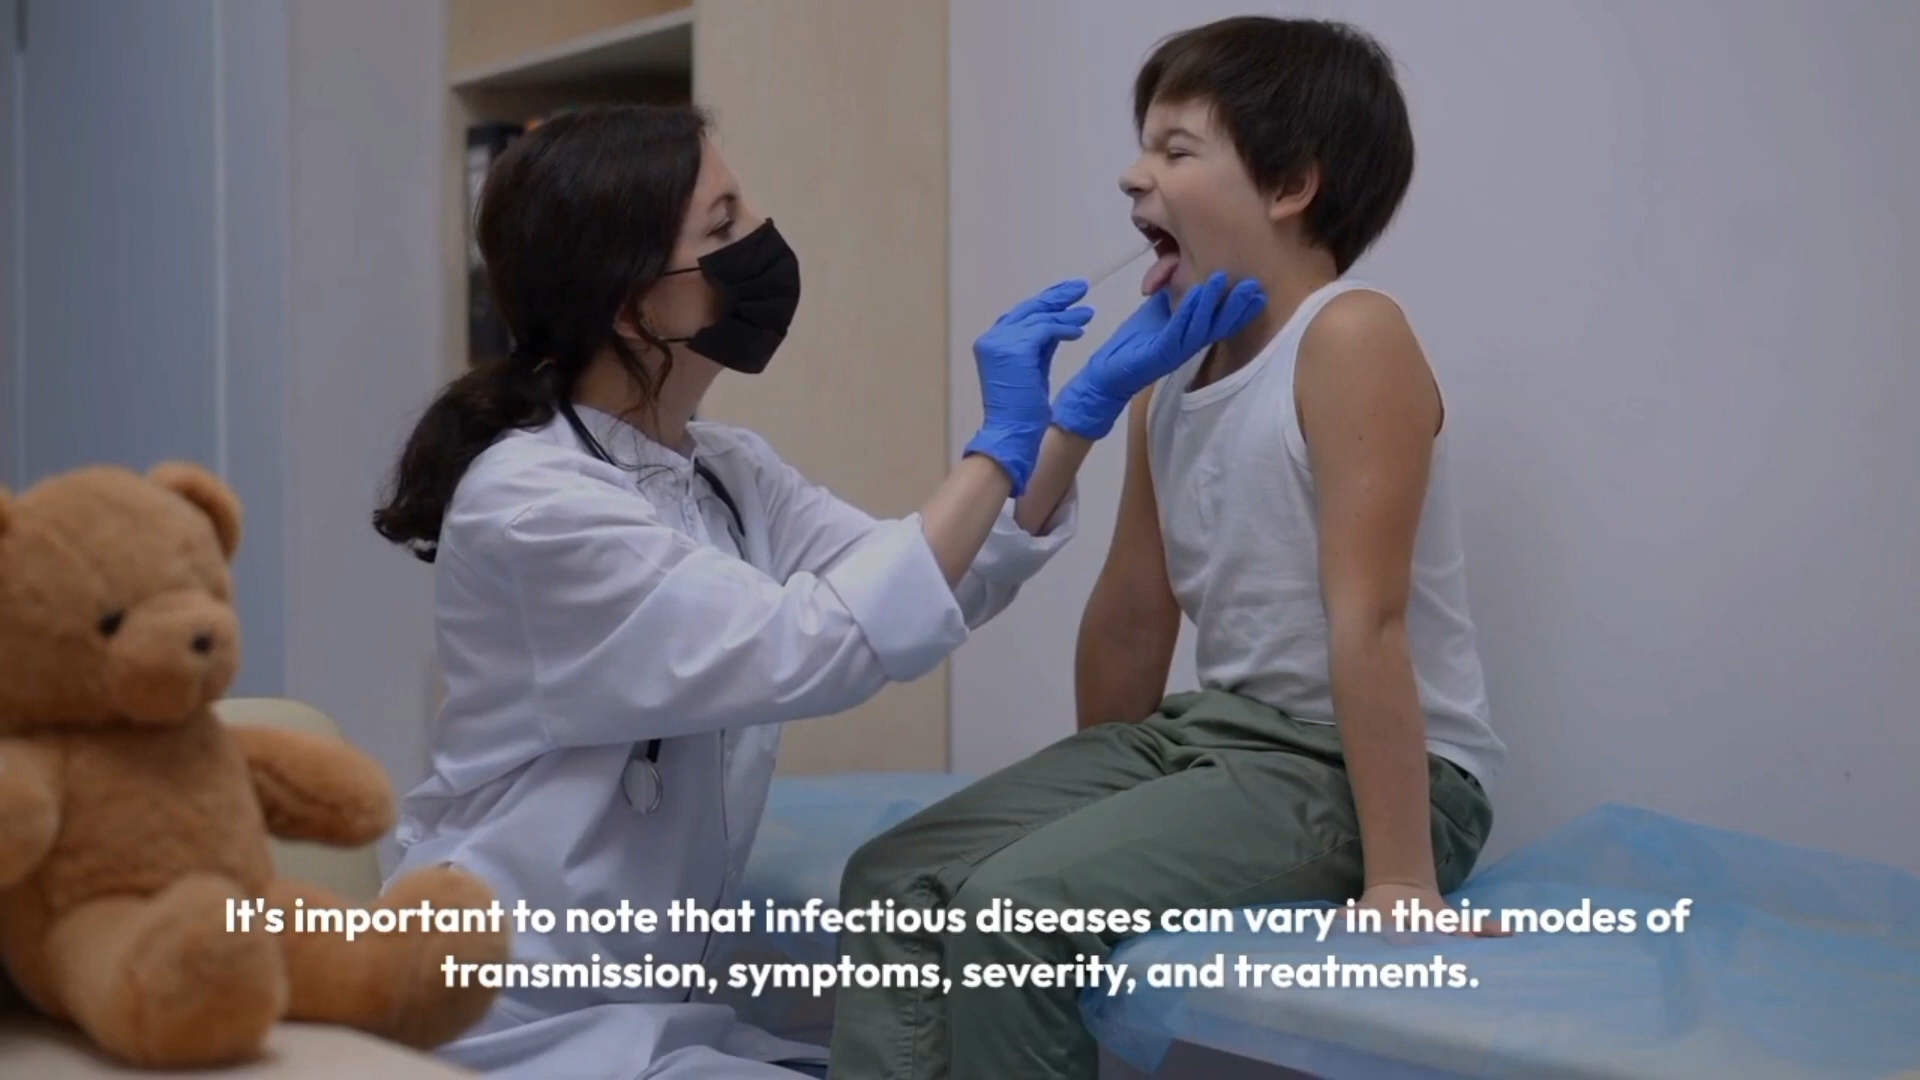 It's important to note that infectious diseases can vary in their modes of
transmission, symptoms, severity, and treatments.